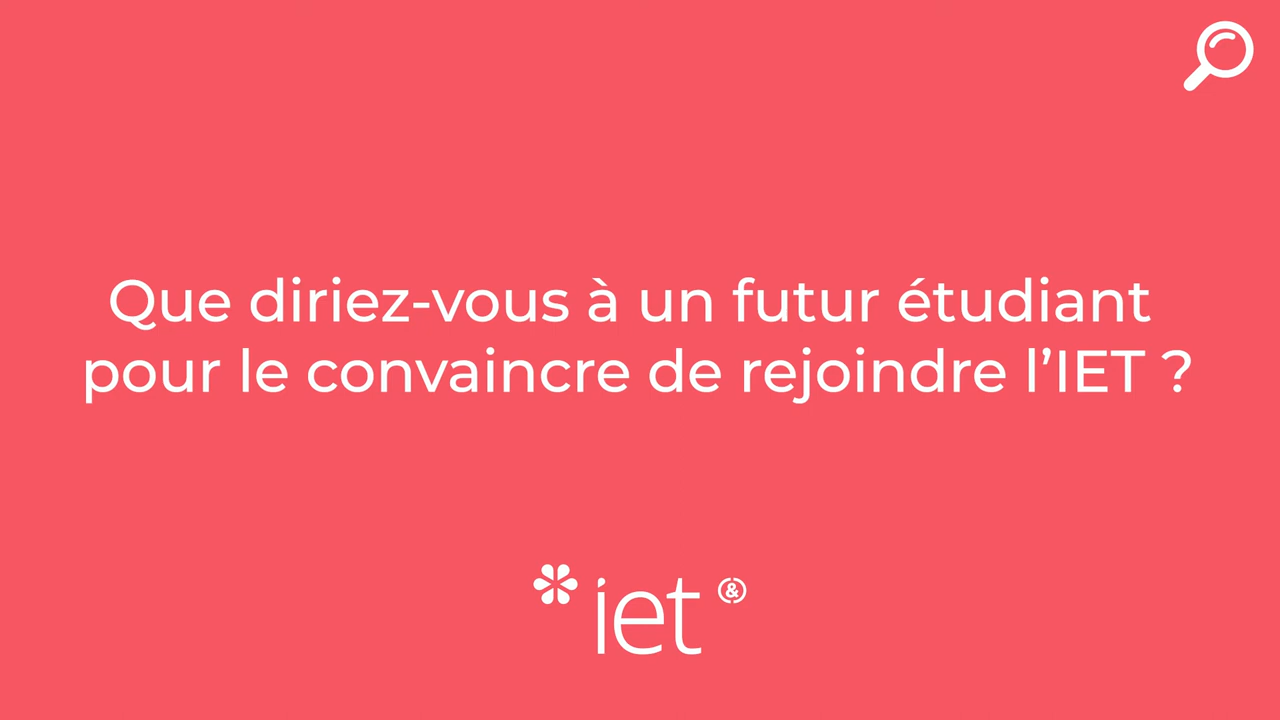 Que diriez-vous à un futur étudiant
pour le convaincre de rejoindre l’IET ?
* iet &